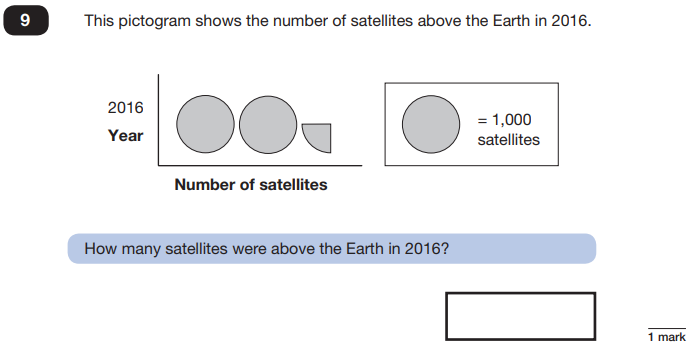 9
This pictogram shows the number of satellites above the Earth in 2016.
2016
Year
= 1,000
satellites
Number of satellites
How many satellites were above the Earth in 2016?
1 mark